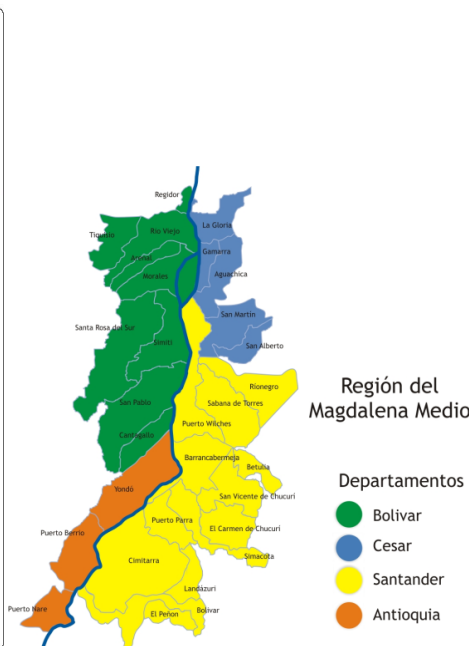 Regidor
La Gloria
Tiquisio
Rio Viejo
Gamarra
Arenal
Aguachica
Morales
San Martín
Santa Rosa del Sur
Simití
San Alberto
Rionegro
Sabana de Torres
San Pablo
Puerto Wilches
Cantagallo
Barrancabermeja
Betulia
Yondó
San Vicente de Chucurí
Puerto Parra
El Carmen de Chucurí
Puerto Berrio
Simacota
Cimitarra
Landázuri
Puerto Nare
El Peñon
Bolivar
Región del
Magdalena Medio
Departamentos
Bolivar
Cesar
Santander
Antioquia